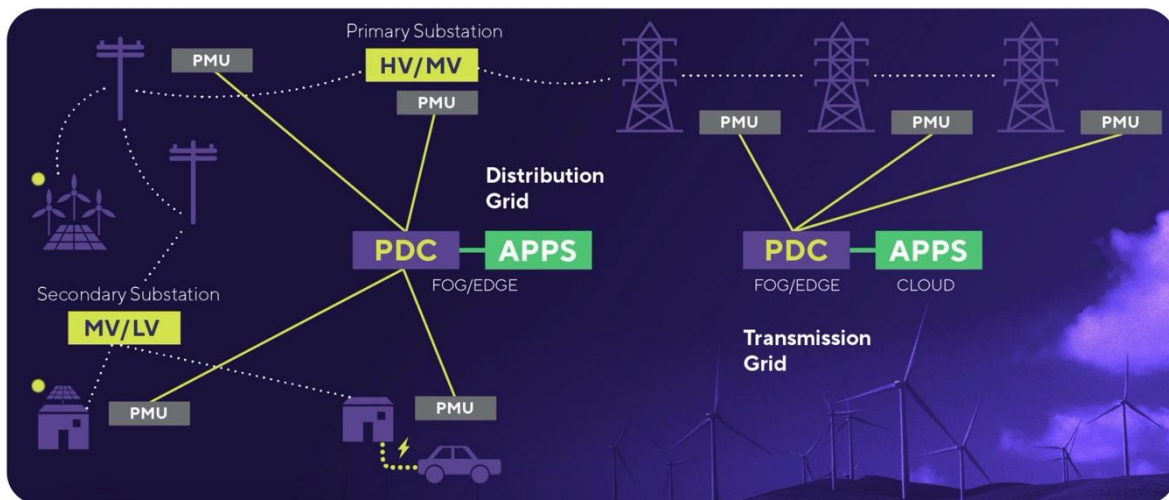 Primary Substation
HV/MV
PMU
PMU
PMU
PMU
PMU
Distribution
Grid
PDC
APPS
FOG/EDGE
PDC
APPS
FOG/EDGE
CLOUD
Secondary Substation
MV/LV
Transmission
Grid
PMU
PMU